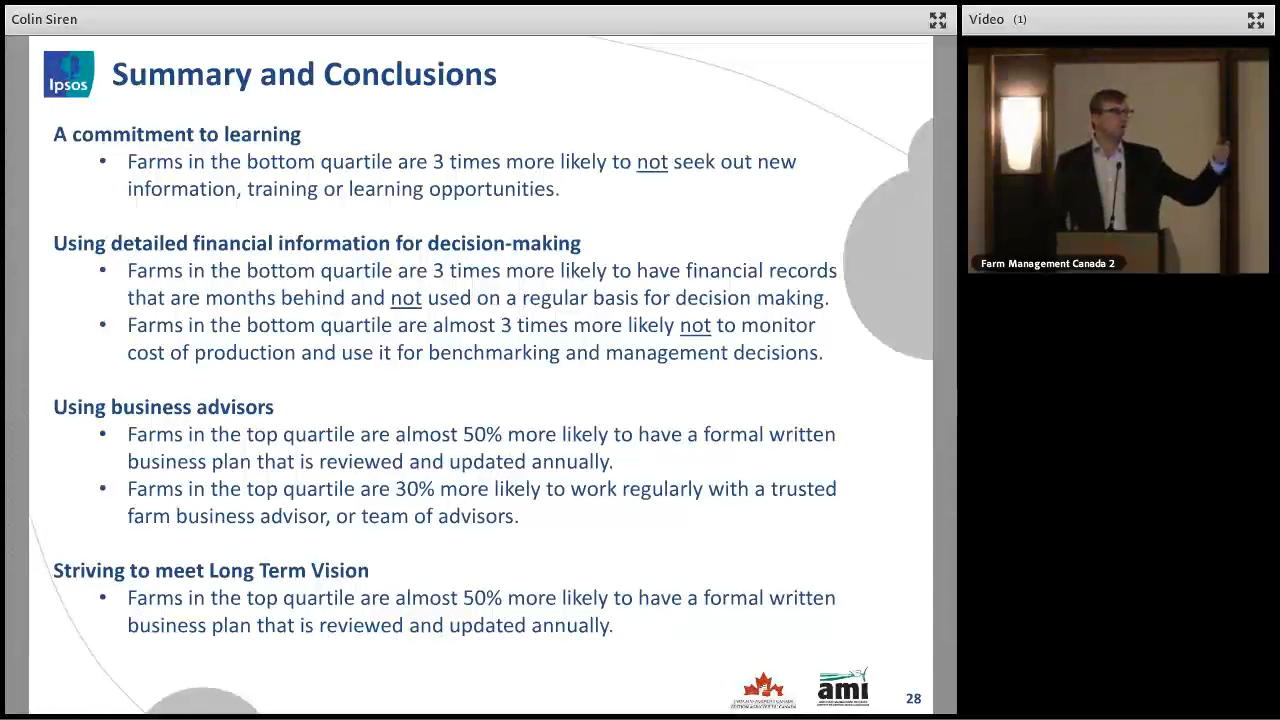 Colin Siren
Video (1)
Ipsos
Summary and Conclusions
A commitment to learning
• Farms in the bottom quartile are 3 times more likely to not seek out new
information, training or learning opportunities.
Using detailed financial information for decision-making
• Farms in the bottom quartile are 3 times more likely to have financial records
that are months behind and not used on a regular basis for decision making.
• Farms in the bottom quartile are almost 3 times more likely not to monitor
cost of production and use it for benchmarking and management decisions.
Using business advisors
• Farms in the top quartile are almost 50% more likely to have a formal written
business plan that is reviewed and updated annually.
• Farms in the top quartile are 30% more likely to work regularly with a trusted
farm business advisor, or team of advisors.
Striving to meet Long Term Vision
• Farms in the top quartile are almost 50% more likely to have a formal written
business plan that is reviewed and updated annually.
ami
28
Farm Management Canada 2